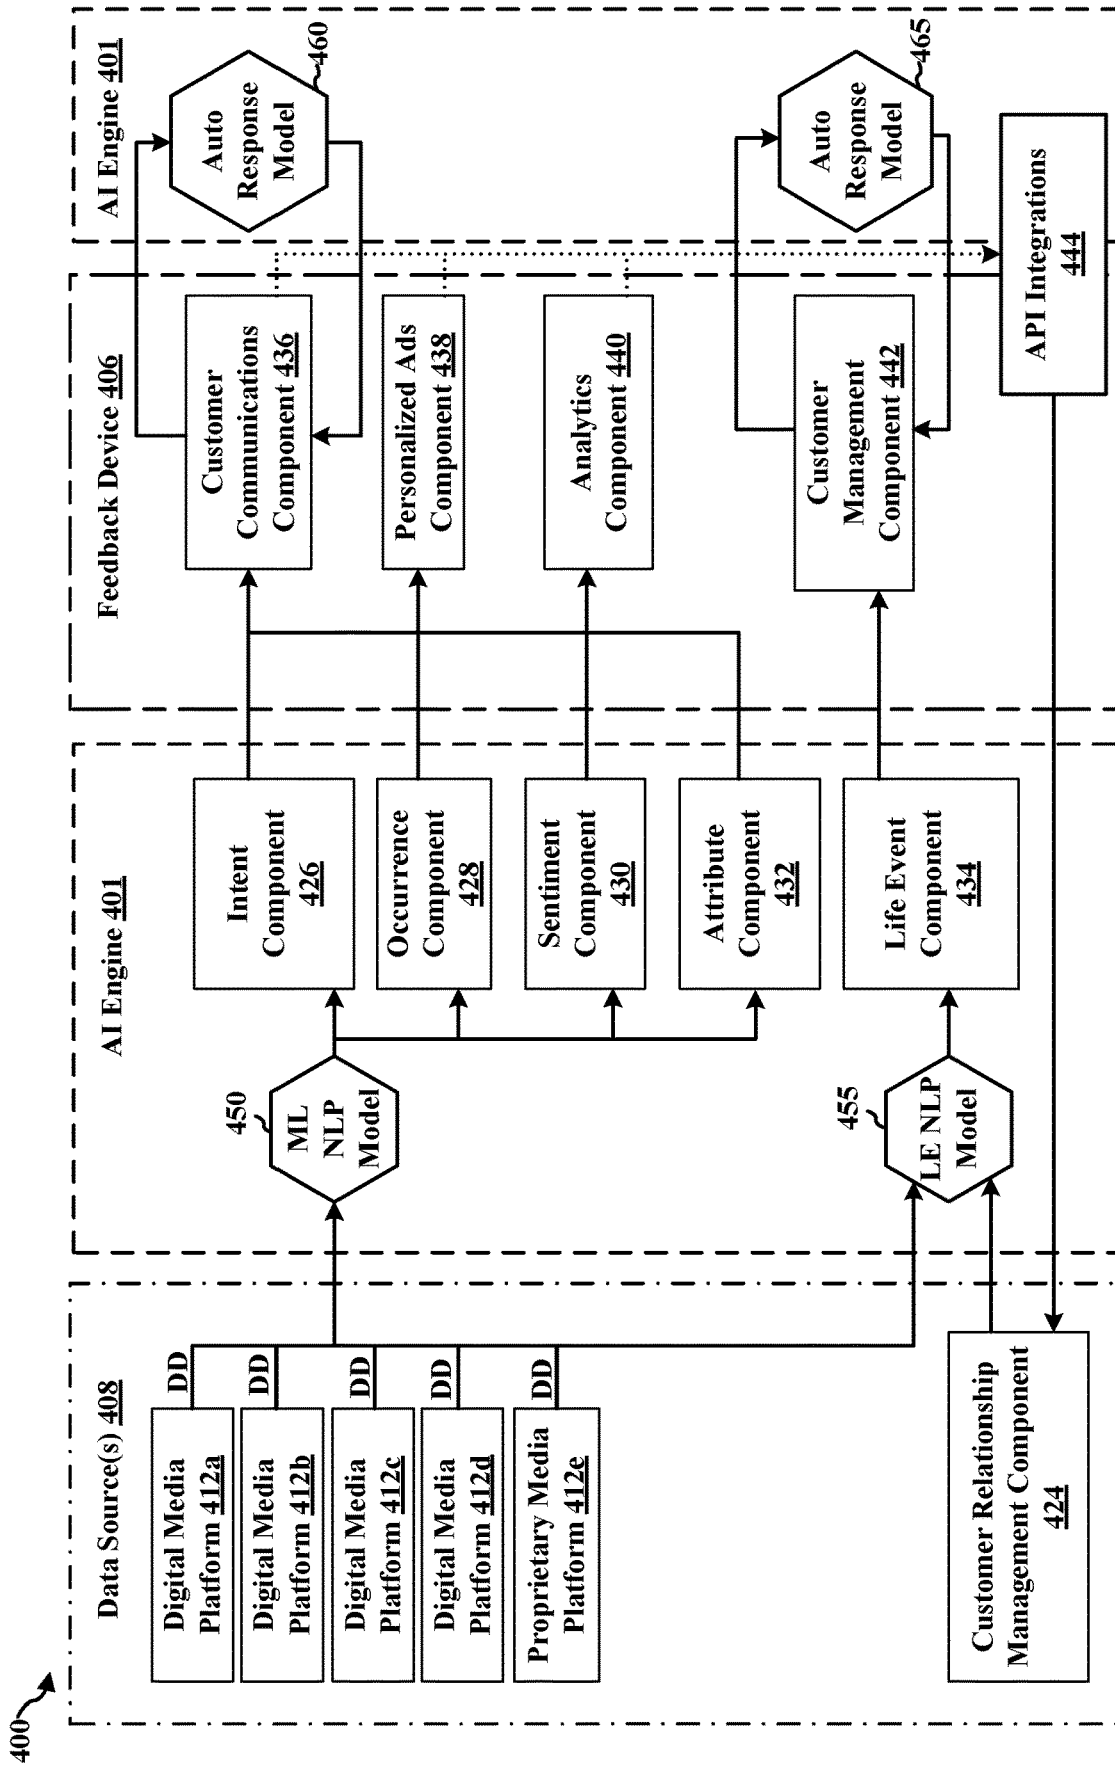 400
Data Source(s) 408
Digital Media
Platform 412a
DD
Digital Media
Platform 412b
DD
Digital Media
Platform 412c
DD
Digital Media
Platform 412d
DD
Proprietary Media
Platform 412e
DD
Customer Relationship
Management Component
424
AI Engine 401
450
ML
NLP
Model
455
LE NLP
Model
Intent
Component
426
Occurrence
Component
428
Sentiment
Component
430
Attribute
Component
432
Life Event
Component
434
Feedback Device 406
Customer
Communications
Component 436
Personalized Ads
Component 438
Analytics
Component 440
Customer
Management
Component 442
AI Engine 401
Auto
Response
Model
460
Auto
Response
Model
465
API Integrations
444